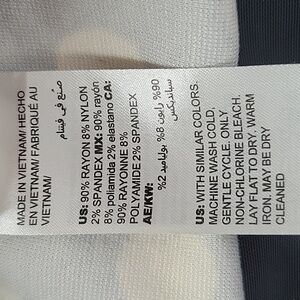 MADE IN VIETNAM/ HECHO
EN VIETNAM/ FABRIQUÉ AU
VIETNAM/
صنع في فيتنام
US: 90% RAYON 8% NYLON
2% SPANDEX MX: 90% rayón
8% poliamida 2% elastano CA:
90% RAYONNE 8%
POLYAMIDE 2% SPANDEX
AE/KW:
90% رايون 8% بولياميد 2%
سباندكس
US: WITH SIMILAR COLORS.
MACHINE WASH COLD.
GENTLE CYCLE. ONLY
NON-CHLORINE BLEACH.
LAY FLAT TO DRY. WARM
IRON. MAY BE DRY
CLEANED